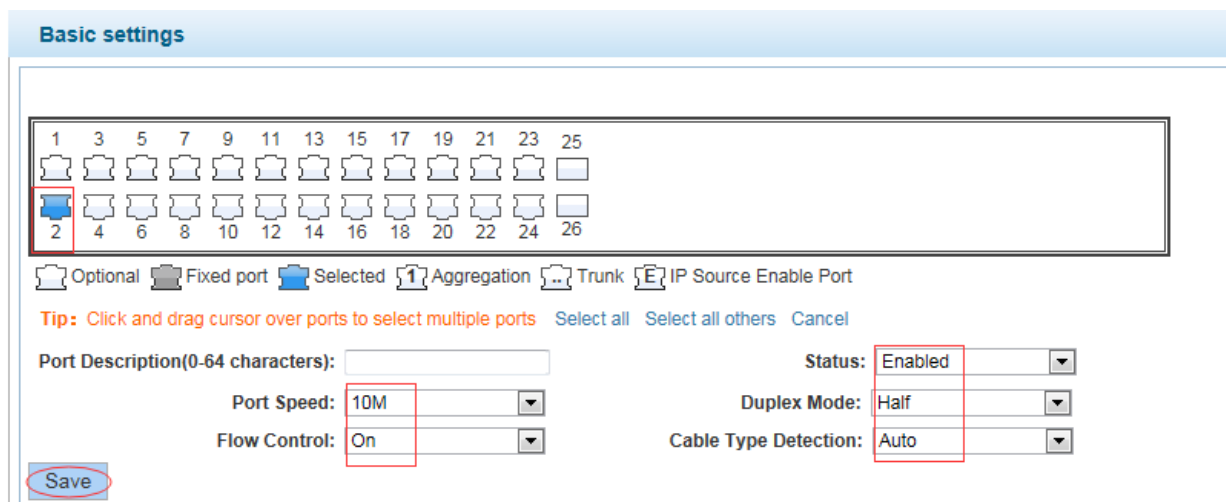 Basic settings
1 3 5 7 9 11 13 15 17 19 21 23 25
2 4 6 8 10 12 14 16 18 20 22 24 26
Optional Fixed port Selected 1 Aggregation .. Trunk E IP Source Enable Port
Tip: Click and drag cursor over ports to select multiple ports Select all Select all others Cancel
Port Description(0-64 characters): Status: Enabled
Port Speed: 10M Duplex Mode: Half
Flow Control: On Cable Type Detection: Auto
Save